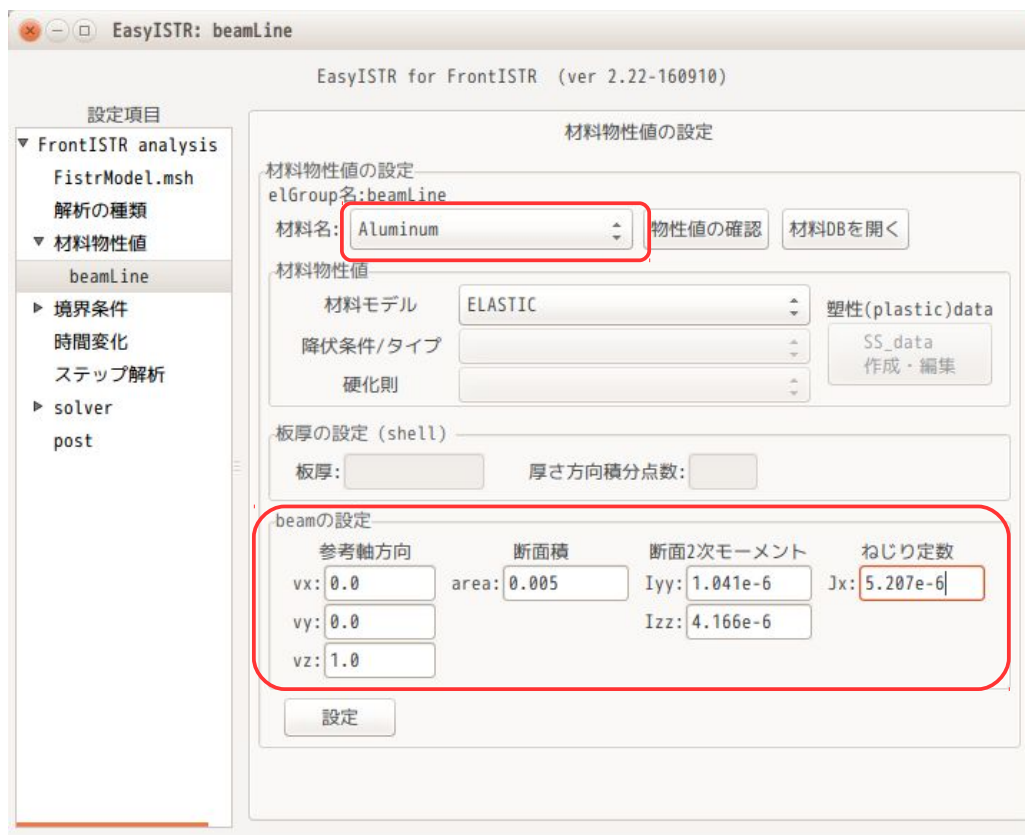 EasyISTR: beamLine
EasyISTR for FrontISTR (ver 2.22-160910)
設定項目
FrontISTR analysis
FistrModel.msh
解析の種類
材料物性値
beamLine
境界条件
時間変化
ステップ解析
solver
post
材料物性値の設定
材料物性値の設定
elGroup名:beamLine
材料名: Aluminum 物性値の確認 材料DBを開く
材料物性値
材料モデル ELASTIC 塑性(plastic)data
降伏条件/タイプ SS_data
作成・編集
硬化則
板厚の設定 (shell)
板厚: 厚さ方向積分点数:
beamの設定
参考軸方向 断面積 断面2次モーメント ねじり定数
vx: 0.0 area: 0.005 Iyy: 1.041e-6 Jx: 5.207e-6
vy: 0.0 Izz: 4.166e-6
vz: 1.0
設定